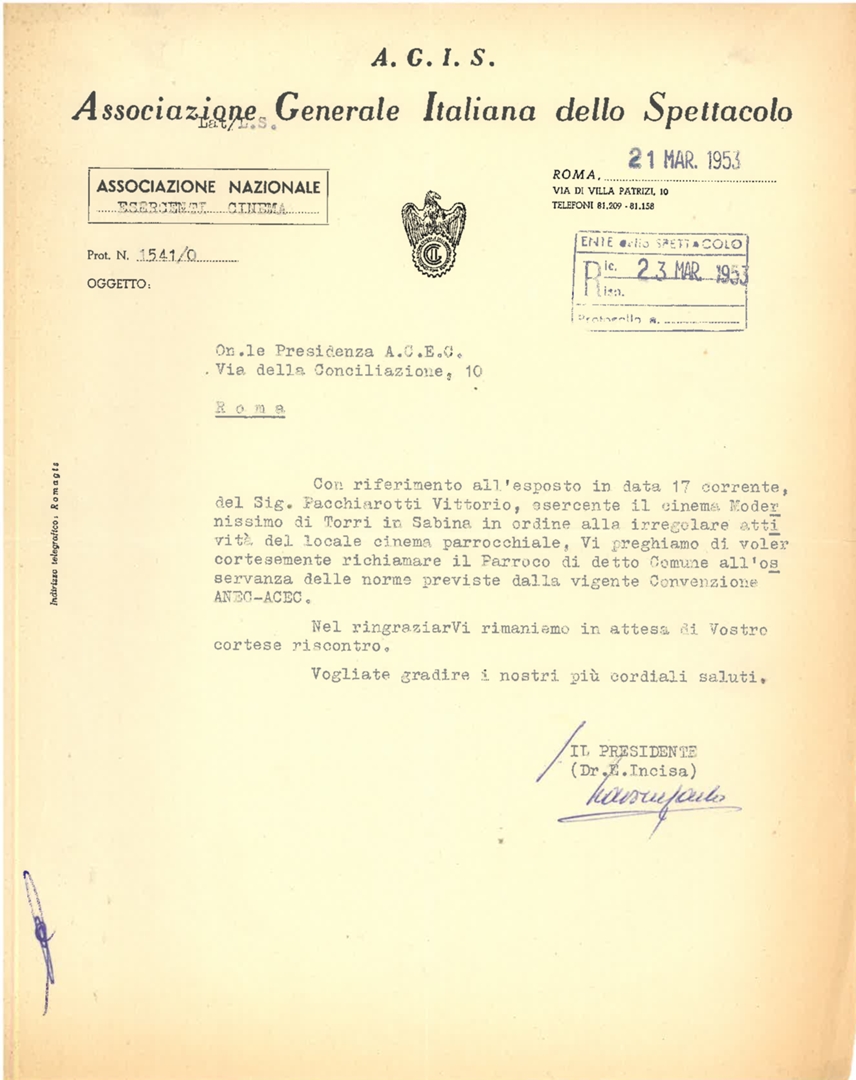 A. G. I. S.
Associazione Generale Italiana dello Spettacolo
Lat/L.S.
ASSOCIAZIONE NAZIONALE
ESERCENTI CINEMA
21 MAR. 1953
ROMA,
VIA DI VILLA PATRIZI, 10
TELEFONI 81.209 - 81.158
Prot. N. 1541/O
OGGETTO:
ENTE dello SPETTACOLO
Ric. 23 MAR 1953
Risp.
Protocollo n.
On.le Presidenza A.C.E.C.
Via della Conciliazione, 10
Roma
Con riferimento all'esposto in data 17 corrente,
del Sig. Pacchiarotti Vittorio, esercente il cinema Moder
nissimo di Torri in Sabina in ordine alla irregolare atti
vità del locale cinema parrocchiale, Vi preghiamo di voler
cortesemente richiamare il Parroco di detto Comune all'os
servanza delle norme previste dalla vigente Convenzione
ANEC-ACEC.
Nel ringraziarVi rimaniamo in attesa di Vostro
cortese riscontro.
Vogliate gradire i nostri più cordiali saluti.
IL PRESIDENTE
(Dr.E.Incisa)
Indirizzo telegrafico: Romagis